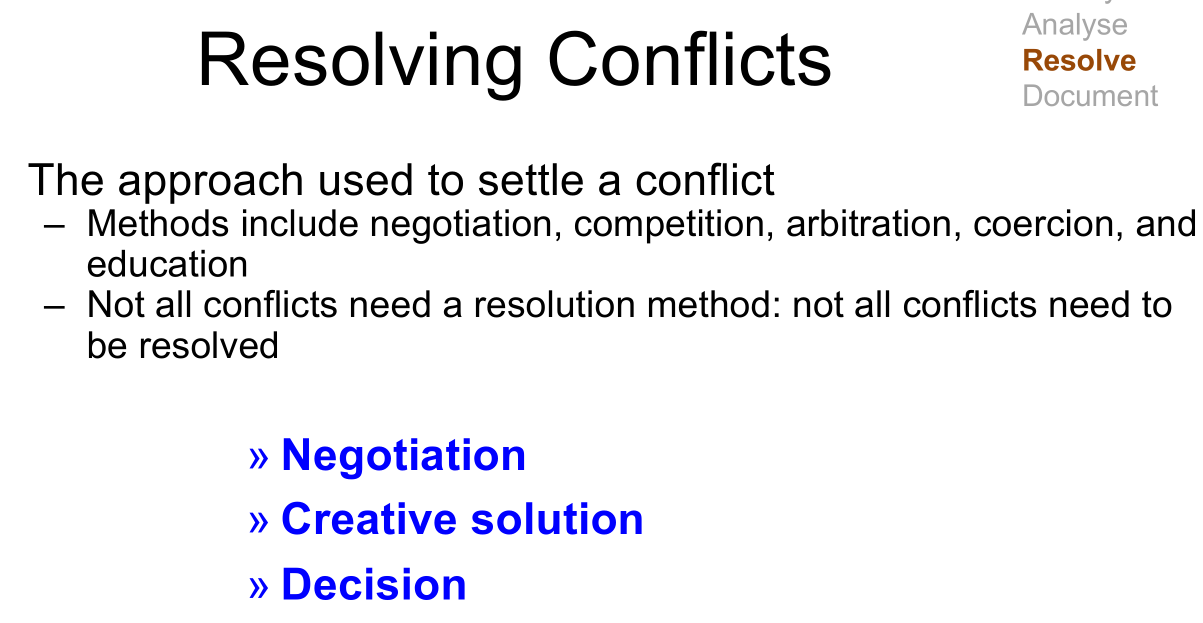 Resolving Conflicts
Analyse
Resolve
Document
The approach used to settle a conflict
– Methods include negotiation, competition, arbitration, coercion, and
education
– Not all conflicts need a resolution method: not all conflicts need to
be resolved
» Negotiation
» Creative solution
» Decision